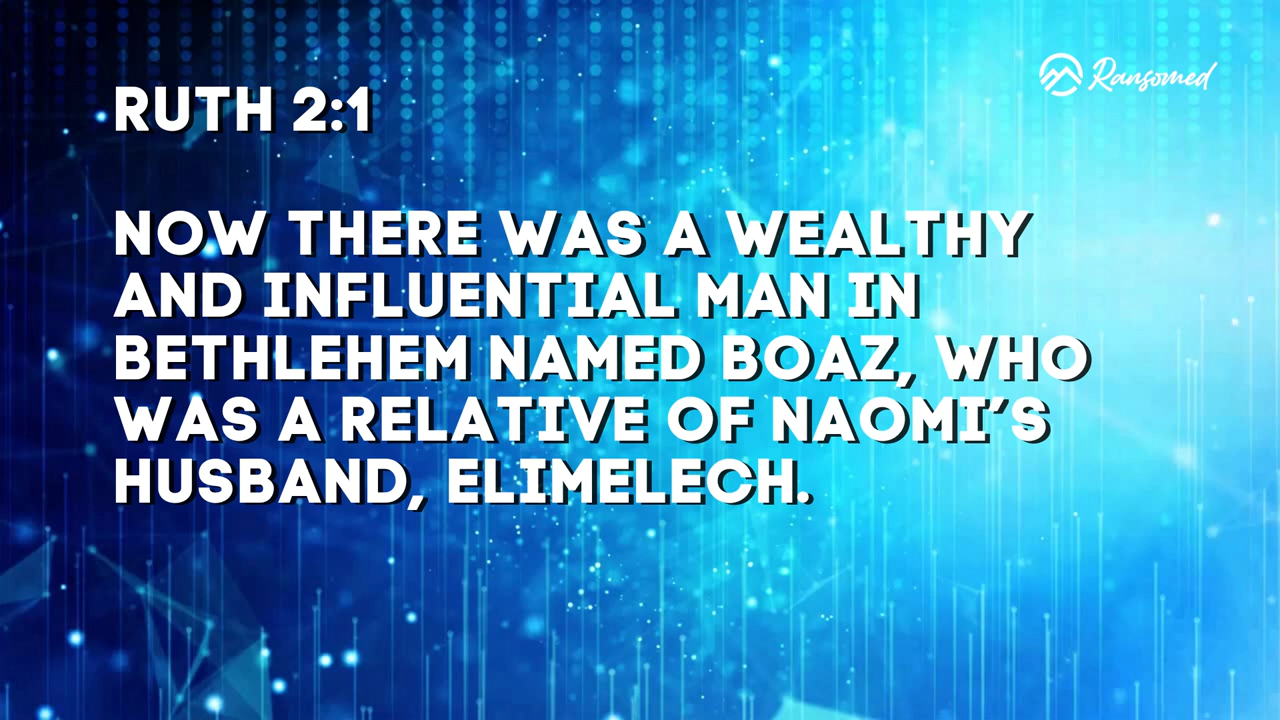 Ransomed
RUTH 2:1
NOW THERE WAS A WEALTHY
AND INFLUENTIAL MAN IN
BETHLEHEM NAMED BOAZ, WHO
WAS A RELATIVE OF NAOMI’S
HUSBAND, ELIMELECH.